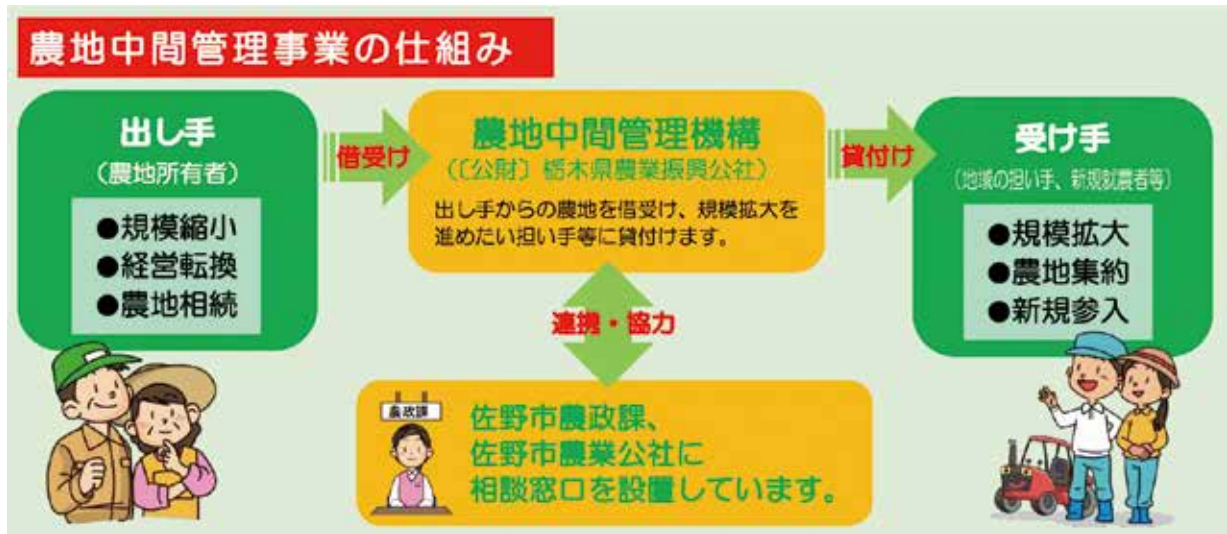 農地中間管理事業の仕組み
出し手
（農地所有者）
●規模縮小
●経営転換
●農地相続
借受け
農地中間管理機構
（〔公財〕栃木県農業振興公社）
出し手からの農地を借受け、規模拡大を
進めたい担い手等に貸付けます。
貸付け
受け手
（地域の担い手、新規就農者等）
●規模拡大
●農地集約
●新規参入
連携・協力
農政課
佐野市農政課、
佐野市農業公社に
相談窓口を設置しています。